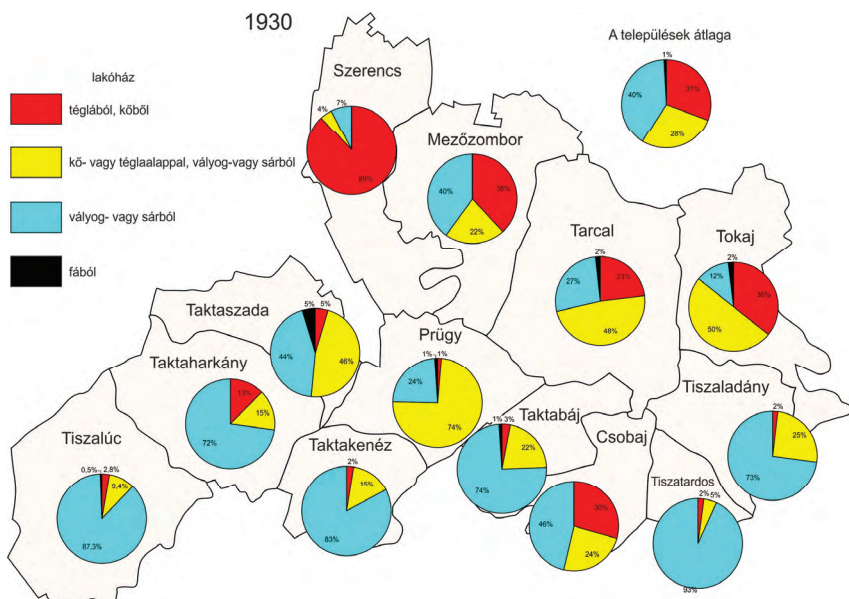 1930
A települések átlaga
1%
31%
28%
40%
lakóház
téglából, kőből
kő- vagy téglaalappal, vályog-vagy sárból
vályog- vagy sárból
fából
Szerencs
4%
7%
89%
Mezőzombor
40%
38%
22%
Tarcal
2%
27%
23%
48%
Tokaj
2%
12%
36%
50%
Taktaszada
5%
5%
44%
46%
Prügy
1%
1%
24%
74%
Taktaharkány
13%
15%
72%
Tiszaladány
2%
25%
73%
Taktabáj
1%
3%
22%
74%
Csobaj
30%
46%
24%
Tiszalúc
0,5%
2,8%
9,4%
87,3%
Taktakenéz
2%
15%
83%
Tiszatardos
2%
5%
93%